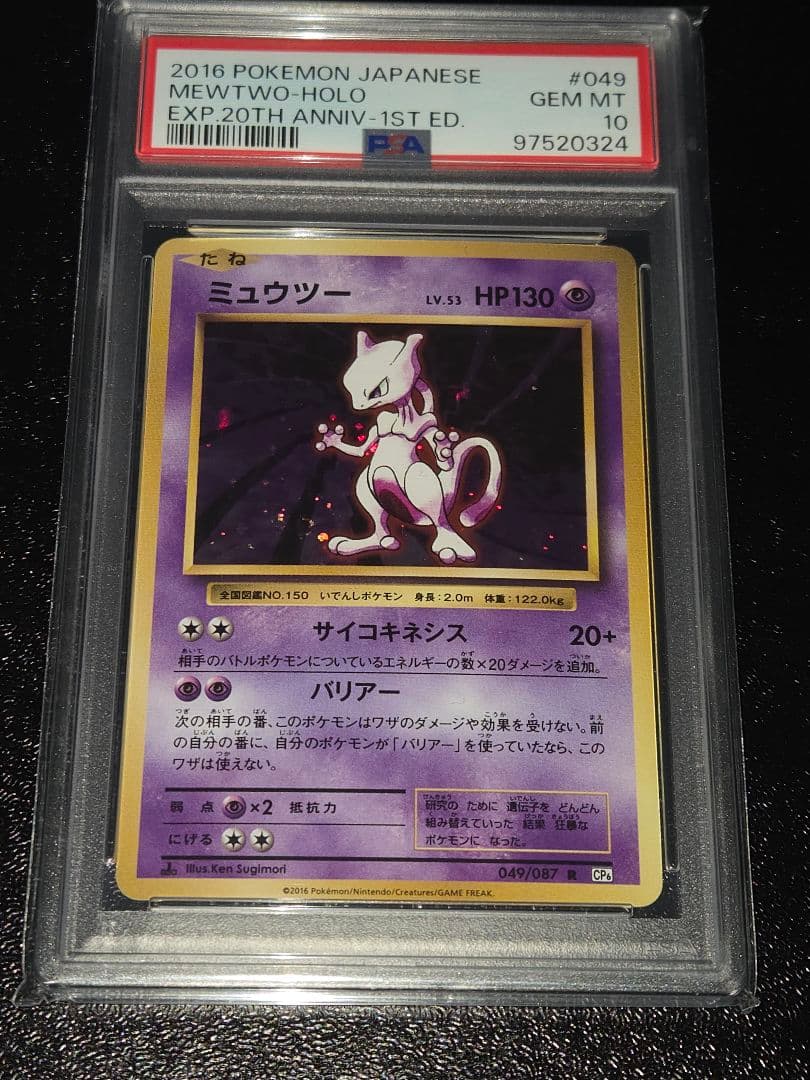 2016 POKEMON JAPANESE #049
MEWTWO-HOLO GEM MT
EXP.20TH ANNIV-1ST ED. 10
PSA 97520324
たね
ミュウツー LV.53 HP130
全国図鑑NO.150 いでんしポケモン 身長:2.0m 体重:122.0kg
サイコキネシス 20+
相手のバトルポケモンについているエネルギーの数×20ダメージを追加。
バリアー
次の相手の番、このポケモンはワザのダメージや効果を受けない。前
の自分の番に、自分のポケモンが「バリアー」を使っていたなら、この
ワザは使えない。
弱点 ×2 抵抗力
にげる
研究の ために 遺伝子を どんどん
組み替えていった 結果 狂暴な
ポケモンに なった。
Illus.Ken Sugimori 049/087 R CP6
©2016 Pokémon/Nintendo/Creatures/GAME FREAK.